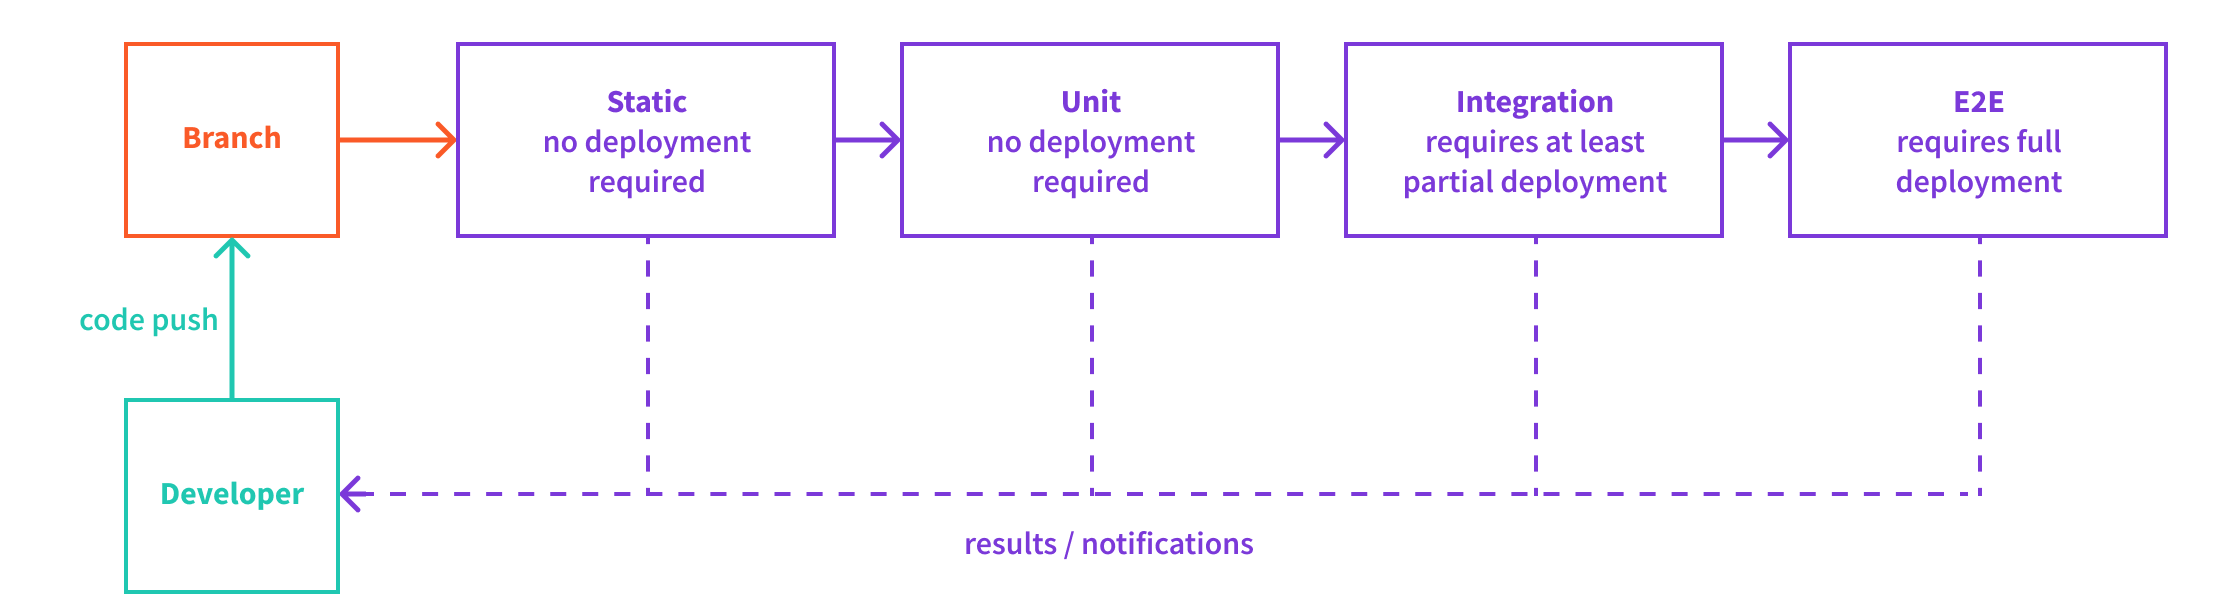 Branch
Static
no deployment
required
Unit
no deployment
required
Integration
requires at least
partial deployment
E2E
requires full
deployment
code push
Developer
results / notifications